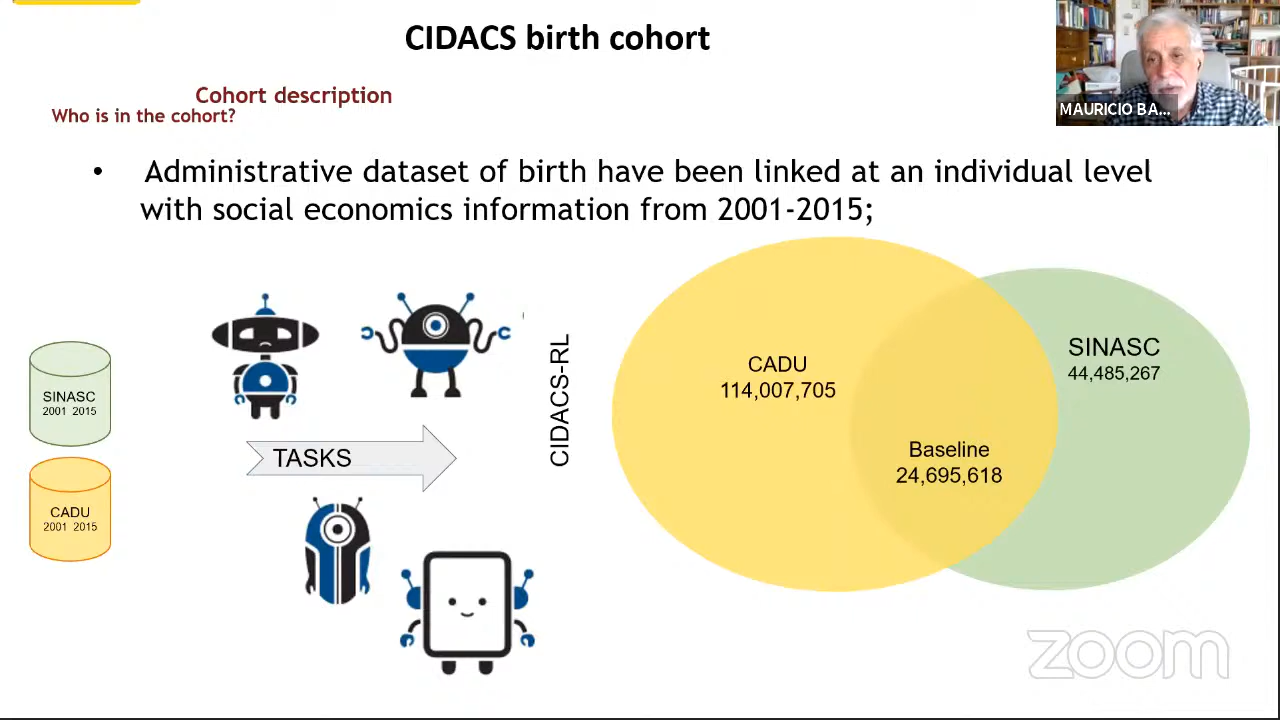 CIDACS birth cohort
MAURICIO BA...
Cohort description
Who is in the cohort?
• Administrative dataset of birth have been linked at an individual level
with social economics information from 2001-2015;
SINASC
2001 2015
CADU
2001 2015
TASKS
CIDACS-RL
CADU
114,007,705
SINASC
44,485,267
Baseline
24,695,618
zoom